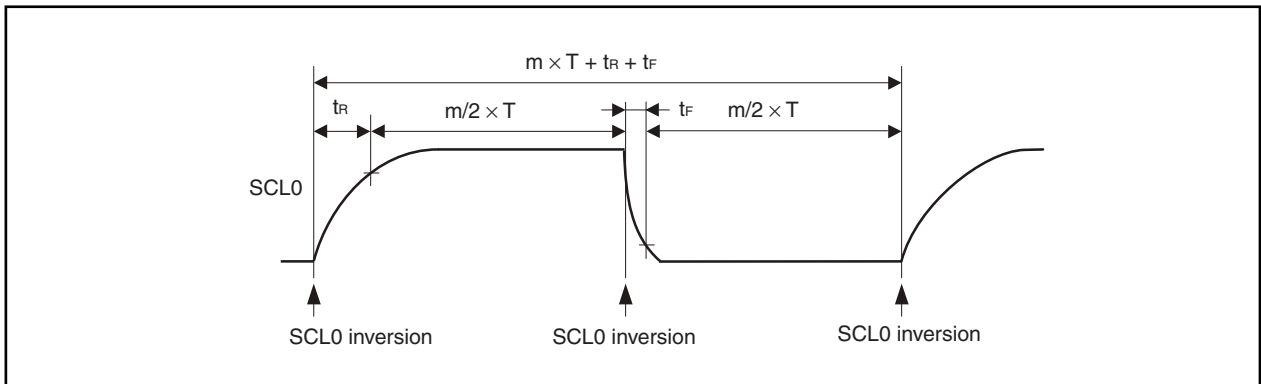 m × T + tR + tF
tR
m/2 × T
tF
m/2 × T
SCL0
SCL0 inversion
SCL0 inversion
SCL0 inversion